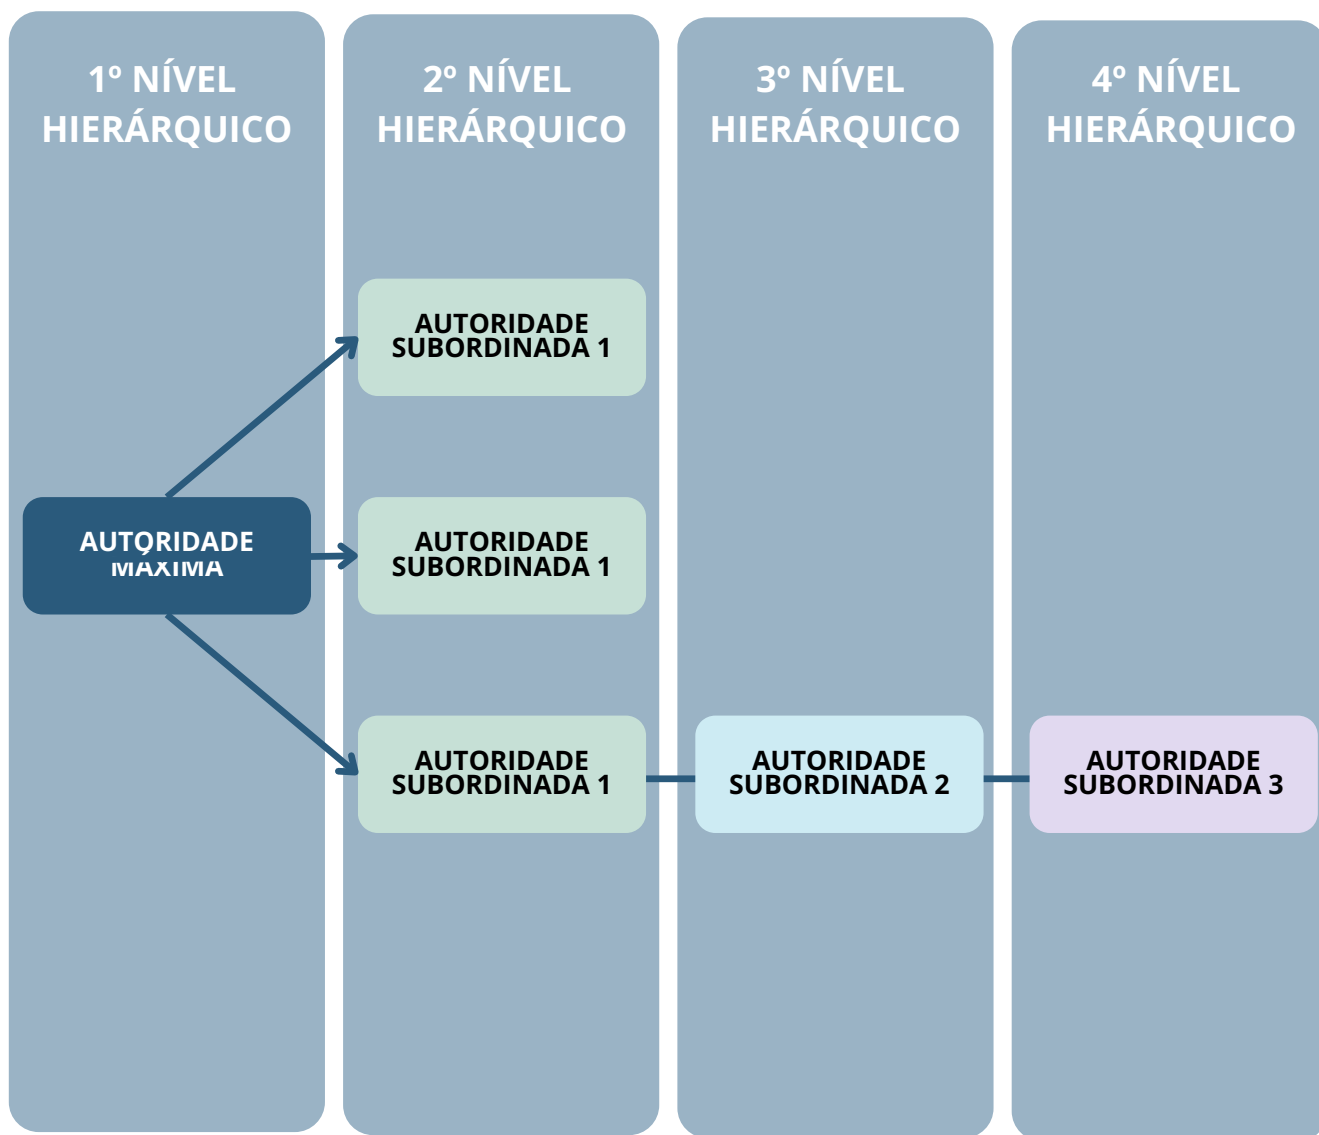 1º NÍVEL
HIERÁRQUICO
2º NÍVEL
HIERÁRQUICO
3º NÍVEL
HIERÁRQUICO
4º NÍVEL
HIERÁRQUICO
AUTORIDADE
SUBORDINADA 1
AUTORIDADE
MÁXIMA
AUTORIDADE
SUBORDINADA 1
AUTORIDADE
SUBORDINADA 1
AUTORIDADE
SUBORDINADA 2
AUTORIDADE
SUBORDINADA 3